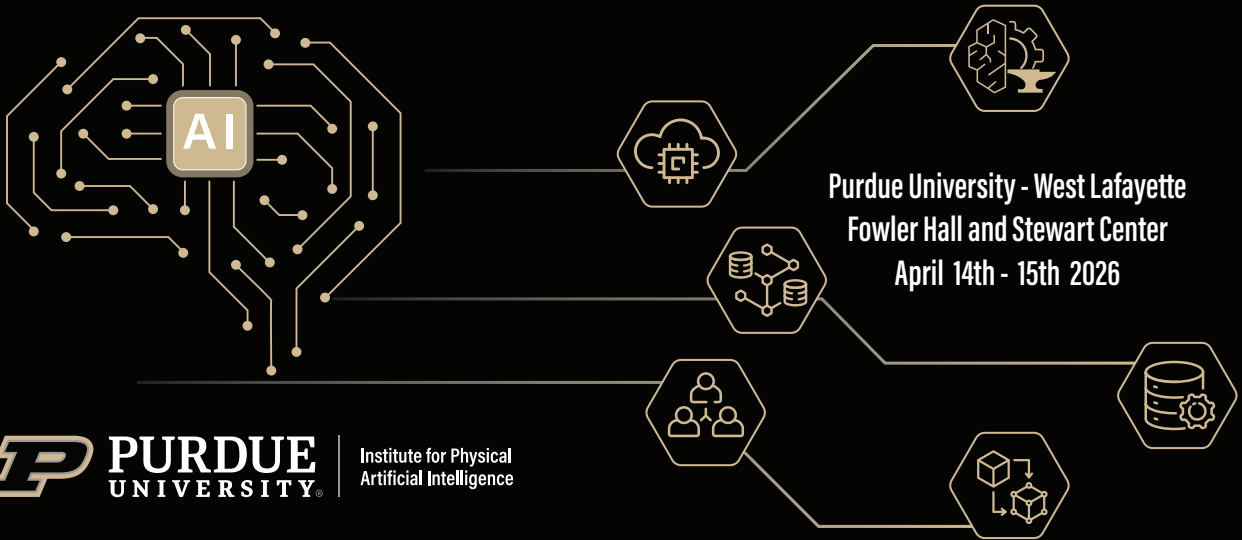 AI
Purdue University - West Lafayette
Fowler Hall and Stewart Center
April 14th - 15th 2026
P PURDUE
UNIVERSITY®
Institute for Physical
Artificial Intelligence